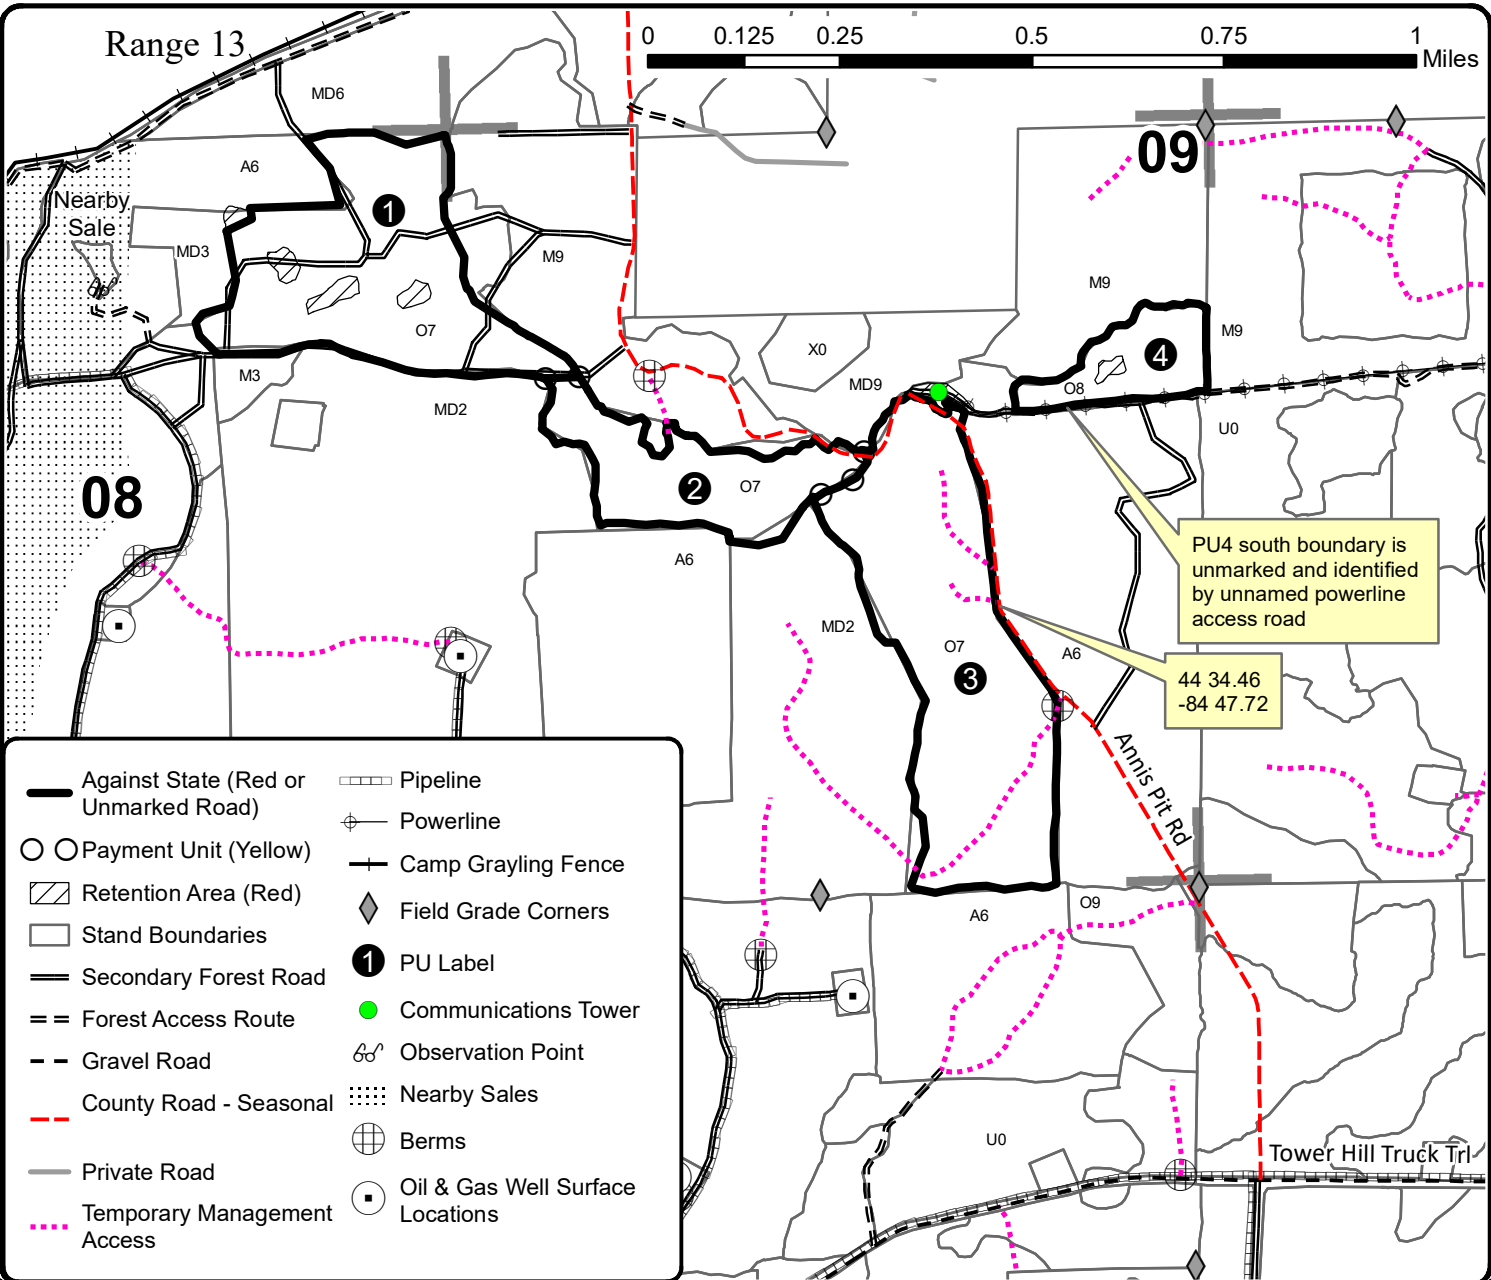 Range 13
0 0.125 0.25 0.5 0.75 1
Miles
MD6
09
A6
1
Nearby
Sale
MD3
M9
M9
M9
O7
X0
4
M3
MD9
O8
MD2
U0
08
2
O7
PU4 south boundary is
unmarked and identified
by unnamed powerline
access road
A6
MD2
O7
A6
3
44 34.46
-84 47.72
Annis Pit Rd
A6
O9
U0
Tower Hill Truck Trl
Against State (Red or
Unmarked Road)
Payment Unit (Yellow)
Retention Area (Red)
Stand Boundaries
Secondary Forest Road
Forest Access Route
Gravel Road
County Road - Seasonal
Private Road
Temporary Management
Access
Pipeline
Powerline
Camp Grayling Fence
Field Grade Corners
1 PU Label
Communications Tower
Observation Point
Nearby Sales
Berms
Oil & Gas Well Surface
Locations